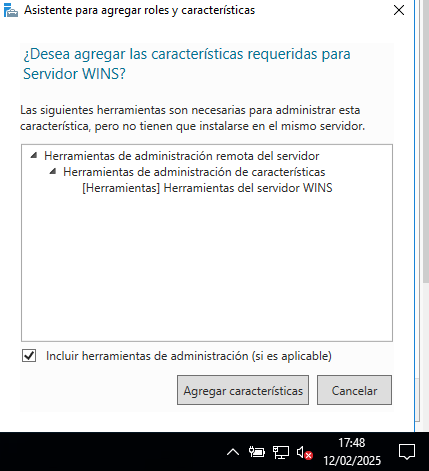 Asistente para agregar roles y características
¿Desea agregar las características requeridas para
Servidor WINS?
Las siguientes herramientas son necesarias para administrar esta
característica, pero no tienen que instalarse en el mismo servidor.
Herramientas de administración remota del servidor
Herramientas de administración de características
[Herramientas] Herramientas del servidor WINS
Incluir herramientas de administración (si es aplicable)
Agregar características
Cancelar
17:48
12/02/2025